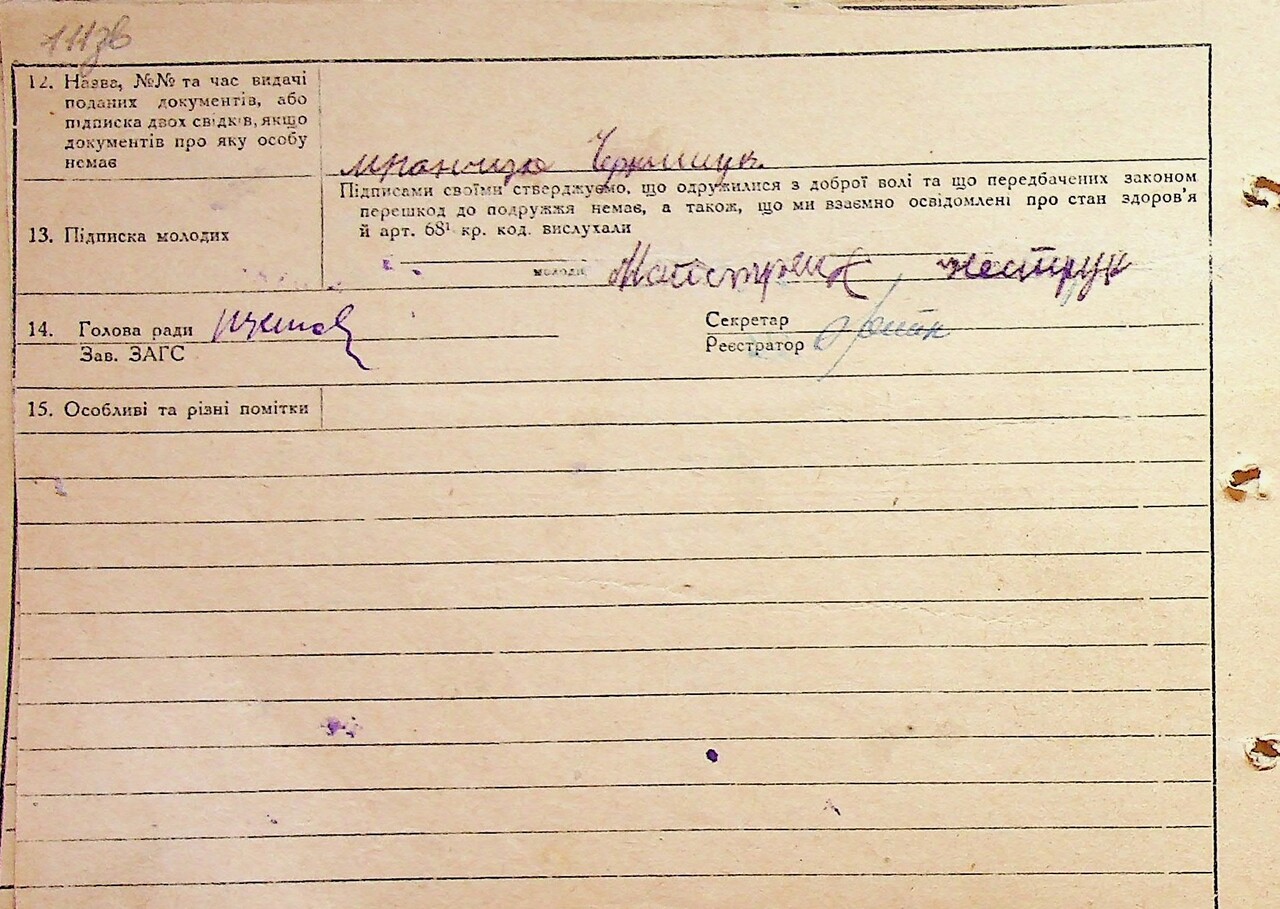 111зв
12. Назва, №№ та час видачі
поданих документів, або
підписка двох свідків, якщо
документів про яку особу
немає
Підписами своїми стверджуємо, що одружилися з доброї волі та що передбачених законом
перешкод до подружжя немає, а також, що ми взаємно освідомлені про стан здоров'я
й арт. 68¹ кр. код. вислухали
13. Підписка молодих
молоди
неструк
14. Голова ради
Зав. ЗАГС
Секретар
Реєстратор
15. Особливі та різні помітки